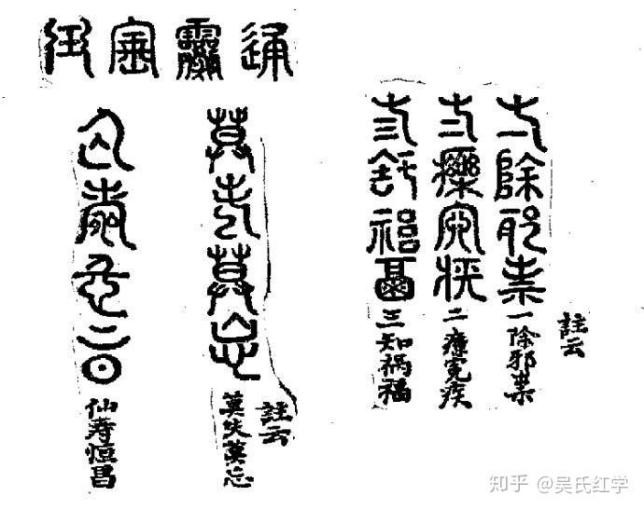 通靈寶玉
註云
一除邪祟 一除邪祟
二療冤疾 二療冤疾
三知禍福 三知祸福
註云
莫失莫忘 莫失莫忘
仙壽恒昌 仙寿恒昌
知乎 @吴氏红学